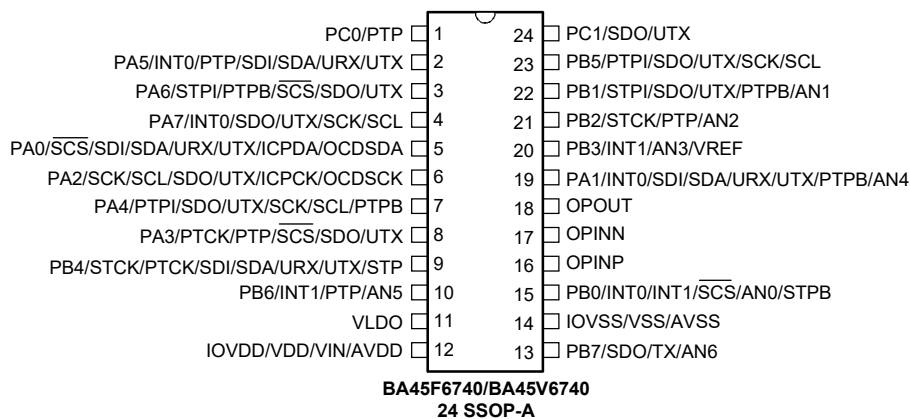 PC0/PTP 1 24 PC1/SDO/UTX
PA5/INT0/PTP/SDI/SDA/URX/UTX 2 23 PB5/PTPI/SDO/UTX/SCK/SCL
PA6/STPI/PTPB/SCS/SDO/UTX 3 22 PB1/STPI/SDO/UTX/PTPB/AN1
PA7/INT0/SDO/UTX/SCK/SCL 4 21 PB2/STCK/PTP/AN2
PA0/SCS/SDI/SDA/URX/UTX/ICPDA/OCDSDA 5 20 PB3/INT1/AN3/VREF
PA2/SCK/SCL/SDO/UTX/ICPCK/OCDSCK 6 19 PA1/INT0/SDI/SDA/URX/UTX/PTPB/AN4
PA4/PTPI/SDO/UTX/SCK/SCL/PTPB 7 18 OPOUT
PA3/PTCK/PTP/SCS/SDO/UTX 8 17 OPINN
PB4/STCK/PTCK/SDI/SDA/URX/UTX/STP 9 16 OPINP
PB6/INT1/PTP/AN5 10 15 PB0/INT0/INT1/SCS/AN0/STPB
VLDO 11 14 IOVSS/VSS/AVSS
IOVDD/VDD/VIN/AVDD 12 13 PB7/SDO/TX/AN6
BA45F6740/BA45V6740
24 SSOP-A